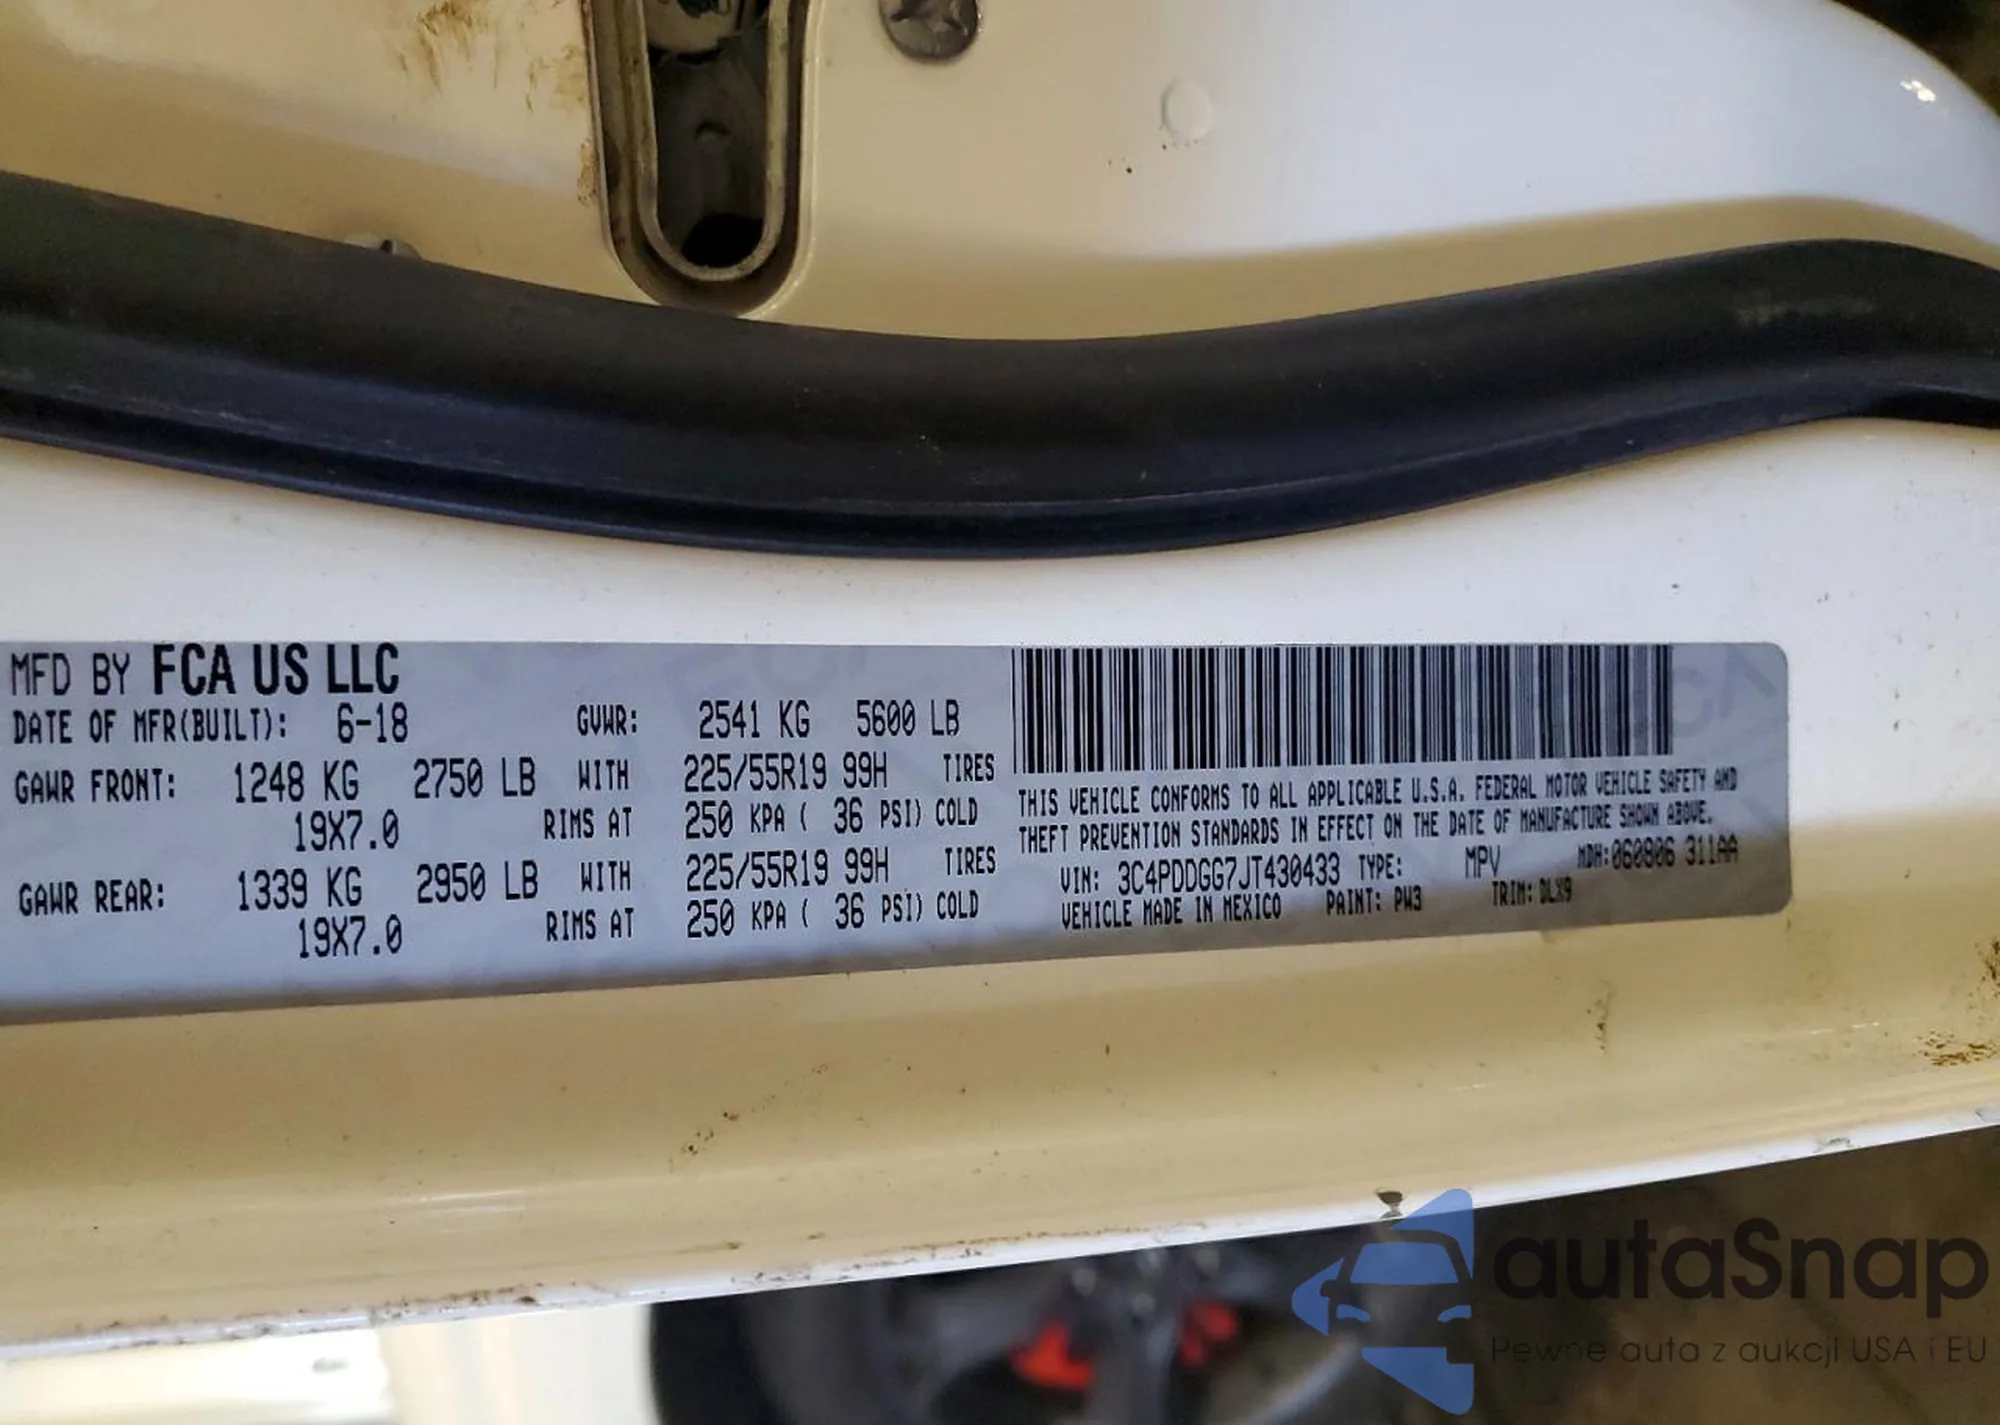 MFD BY FCA US LLC
DATE OF MFR(BUILT): 6-18 GVWR: 2541 KG 5600 LB
GAWR FRONT: 1248 KG 2750 LB WITH 225/55R19 99H TIRES
19X7.0 RIMS AT 250 KPA ( 36 PSI) COLD
GAWR REAR: 1339 KG 2950 LB WITH 225/55R19 99H TIRES
19X7.0 RIMS AT 250 KPA ( 36 PSI) COLD
THIS VEHICLE CONFORMS TO ALL APPLICABLE U.S.A. FEDERAL MOTOR VEHICLE SAFETY AND
THEFT PREVENTION STANDARDS IN EFFECT ON THE DATE OF MANUFACTURE SHOWN ABOVE.
VIN: 3C4PDDGG7JT430433 TYPE: MPV MDH:060806 311AA
VEHICLE MADE IN MEXICO PAINT: PW3 TRIM: DLX9
autaSnap
Pewne auta z aukcji USA i EU